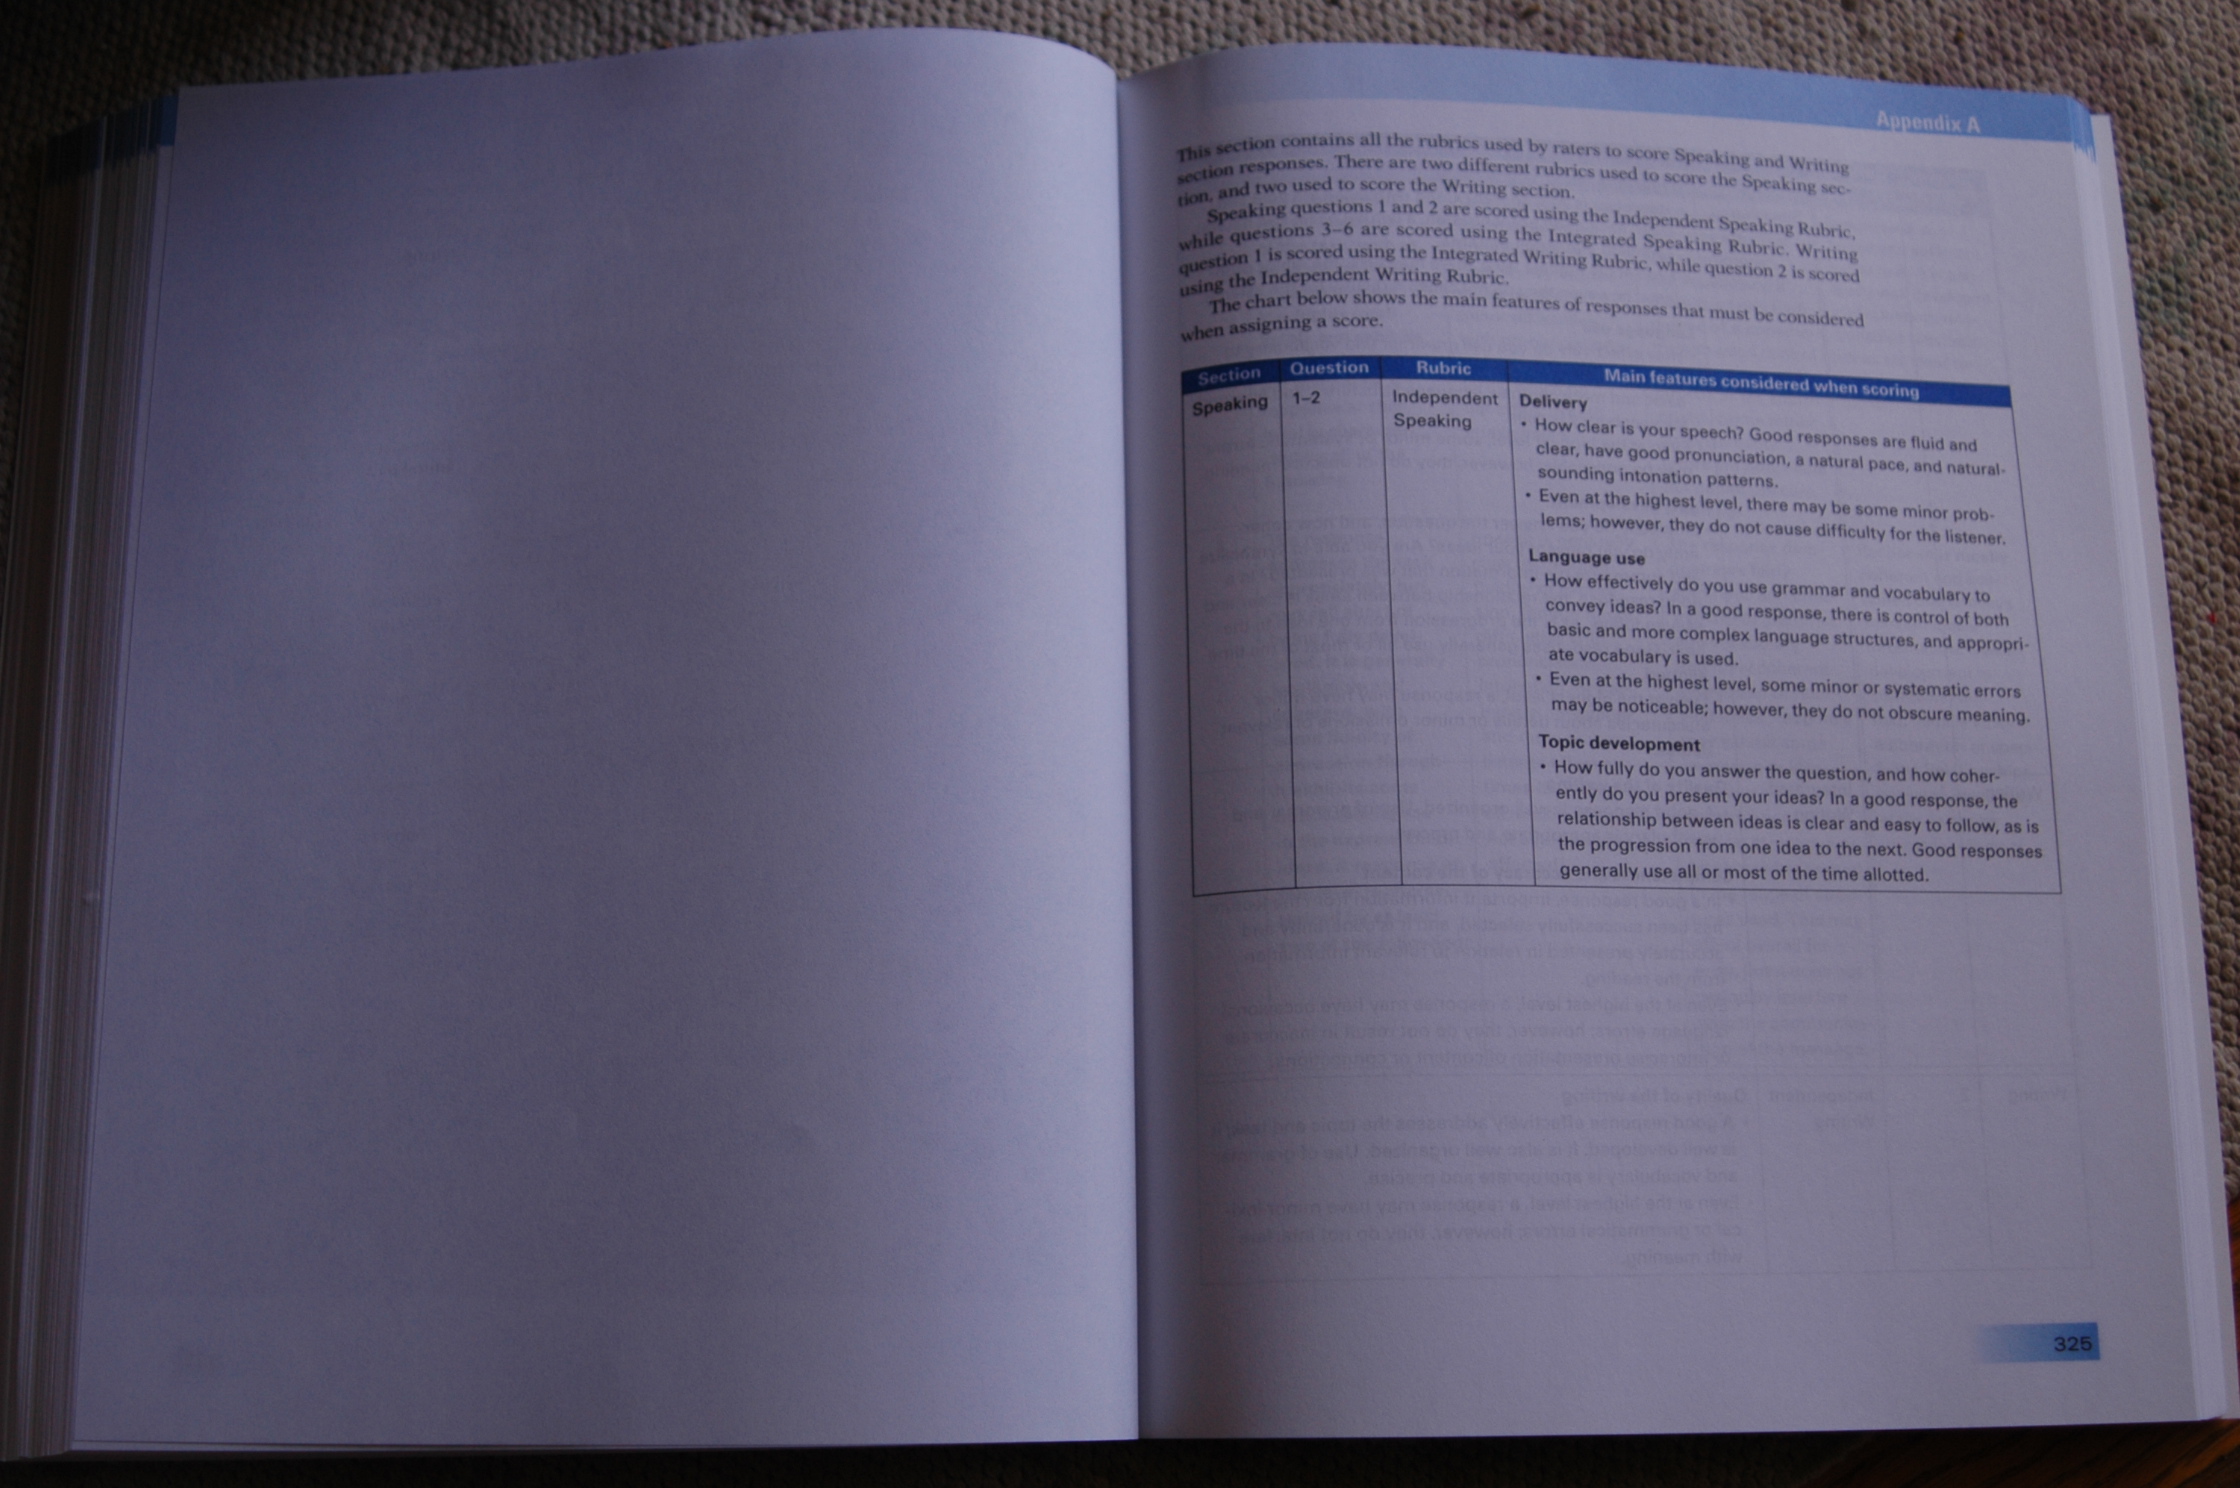 Appendix A
This section contains all the rubrics used by raters to score Speaking and Writing
section responses. There are two different rubrics used to score the Speaking sec-
tion, and two used to score the Writing section.
Speaking questions 1 and 2 are scored using the Independent Speaking Rubric,
while questions 3–6 are scored using the Integrated Speaking Rubric. Writing
question 1 is scored using the Integrated Writing Rubric, while question 2 is scored
using the Independent Writing Rubric.
The chart below shows the main features of responses that must be considered
when assigning a score.
Section Question Rubric Main features considered when scoring
Speaking 1–2 Independent Delivery
Speaking • How clear is your speech? Good responses are fluid and
clear, have good pronunciation, a natural pace, and natural-
sounding intonation patterns.
• Even at the highest level, there may be some minor prob-
lems; however, they do not cause difficulty for the listener.
Language use
• How effectively do you use grammar and vocabulary to
convey ideas? In a good response, there is control of both
basic and more complex language structures, and appropri-
ate vocabulary is used.
• Even at the highest level, some minor or systematic errors
may be noticeable; however, they do not obscure meaning.
Topic development
• How fully do you answer the question, and how coher-
ently do you present your ideas? In a good response, the
relationship between ideas is clear and easy to follow, as is
the progression from one idea to the next. Good responses
generally use all or most of the time allotted.
325